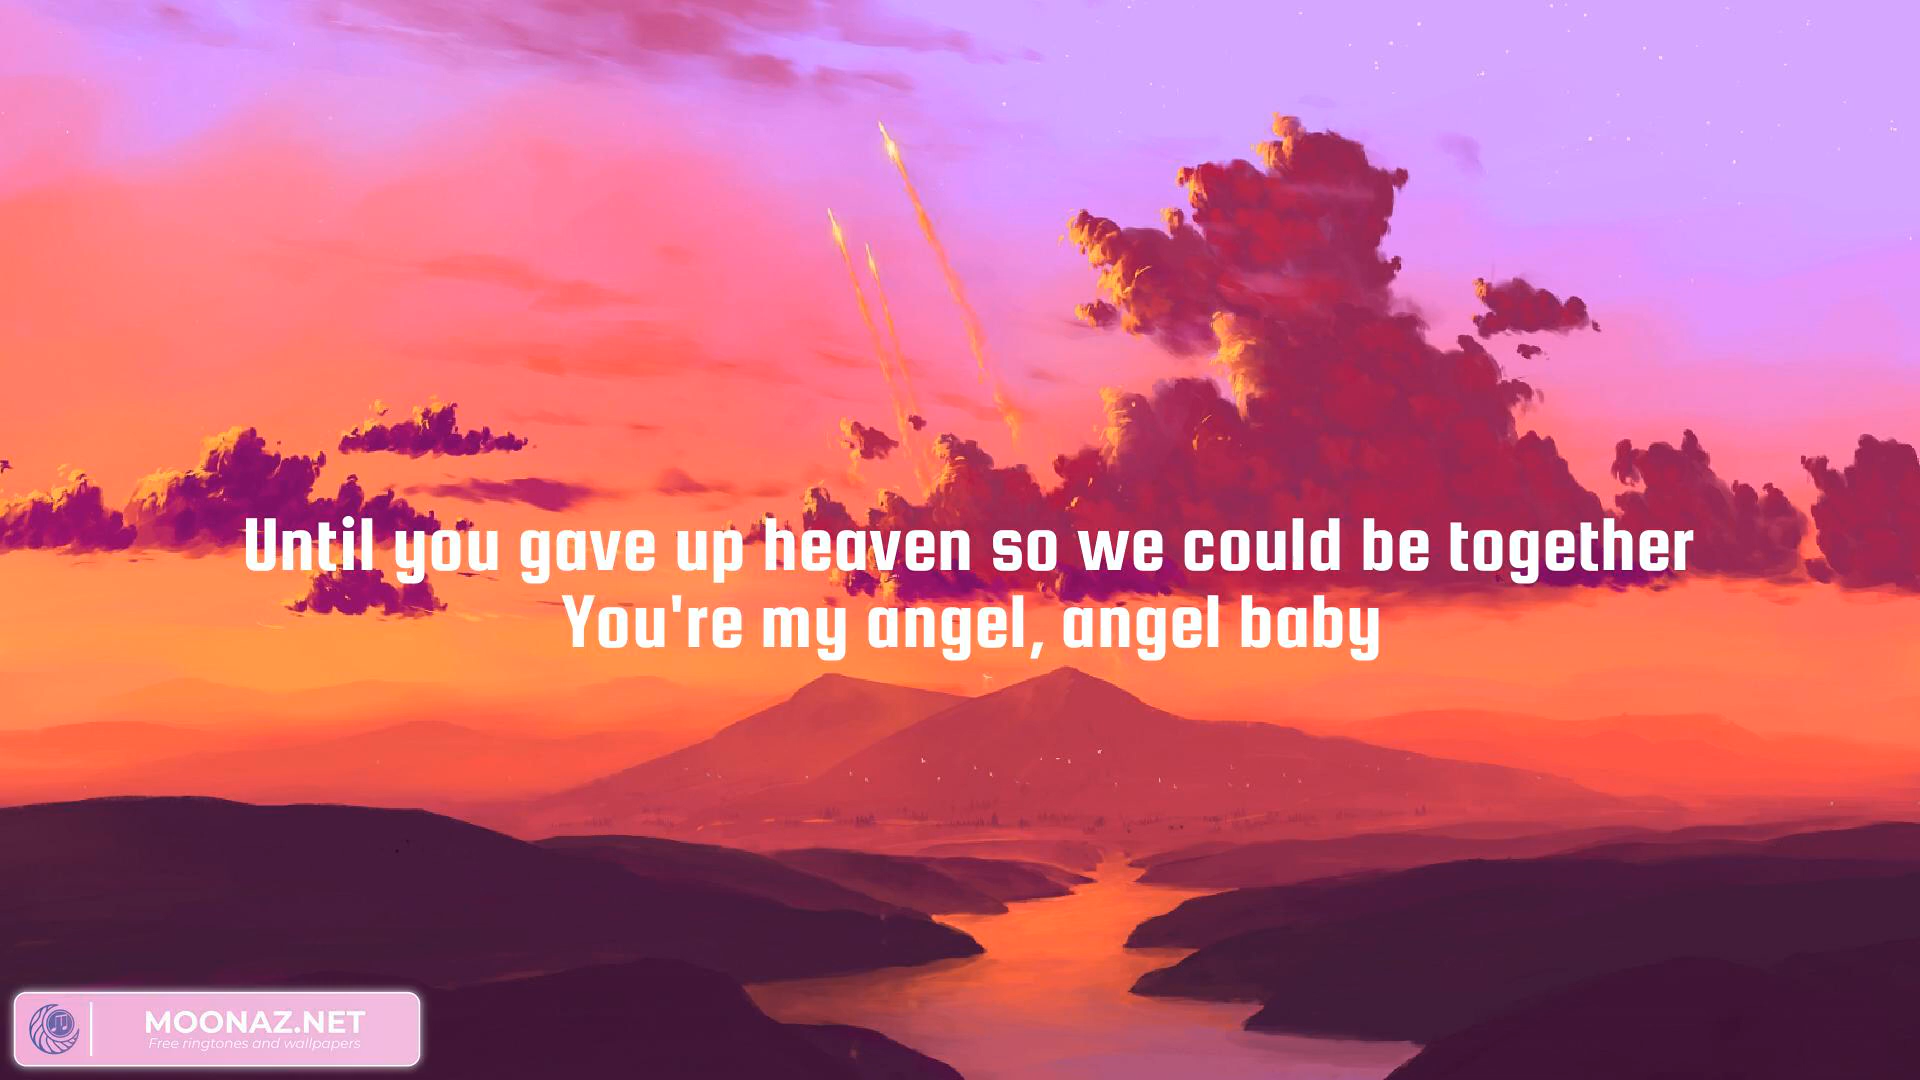 Until you gave up heaven so we could be together
You're my angel, angel baby
MOONAZ.NET
Free ringtones and wallpapers